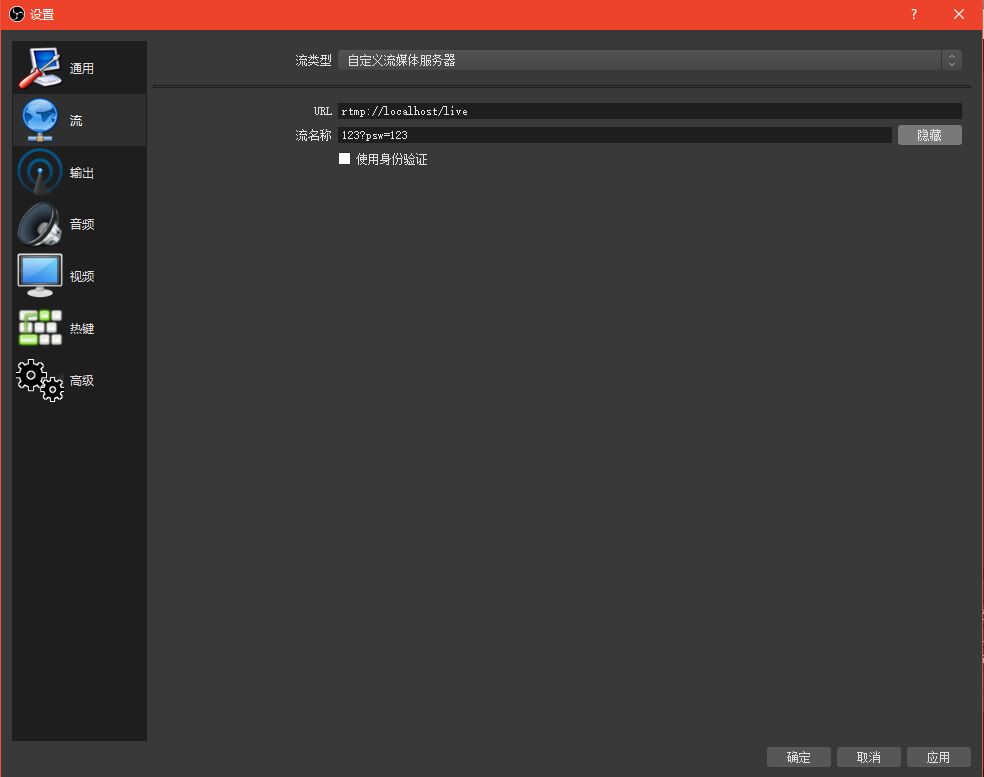 设置
?
通用
流
输出
音频
视频
热键
高级
流类型 自定义流媒体服务器
URL rtmp://localhost/live
流名称 123?psw=123 隐藏
使用身份验证
确定 取消 应用